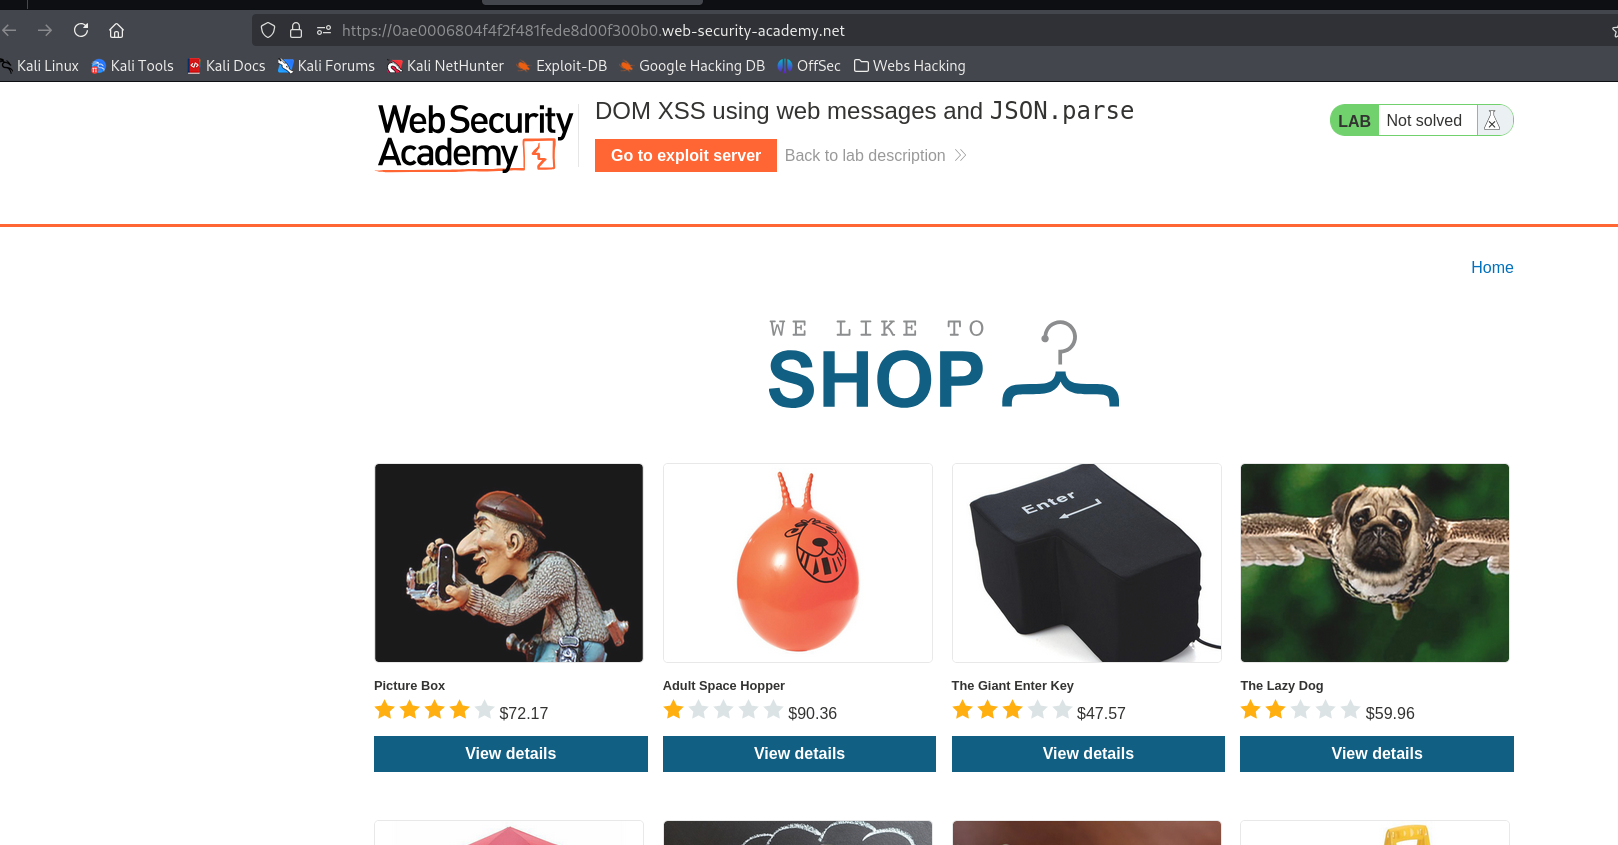 https://0ae0006804f4f2f481fede8d00f300b0.web-security-academy.net
Kali Linux Kali Tools Kali Docs Kali Forums Kali NetHunter Exploit-DB Google Hacking DB OffSec Webs Hacking
Web Security
Academy
DOM XSS using web messages and JSON.parse
Go to exploit server Back to lab description
LAB Not solved
Home
WE LIKE TO
SHOP
Enter
Picture Box Adult Space Hopper The Giant Enter Key The Lazy Dog
$72.17 $90.36 $47.57 $59.96
View details View details View details View details